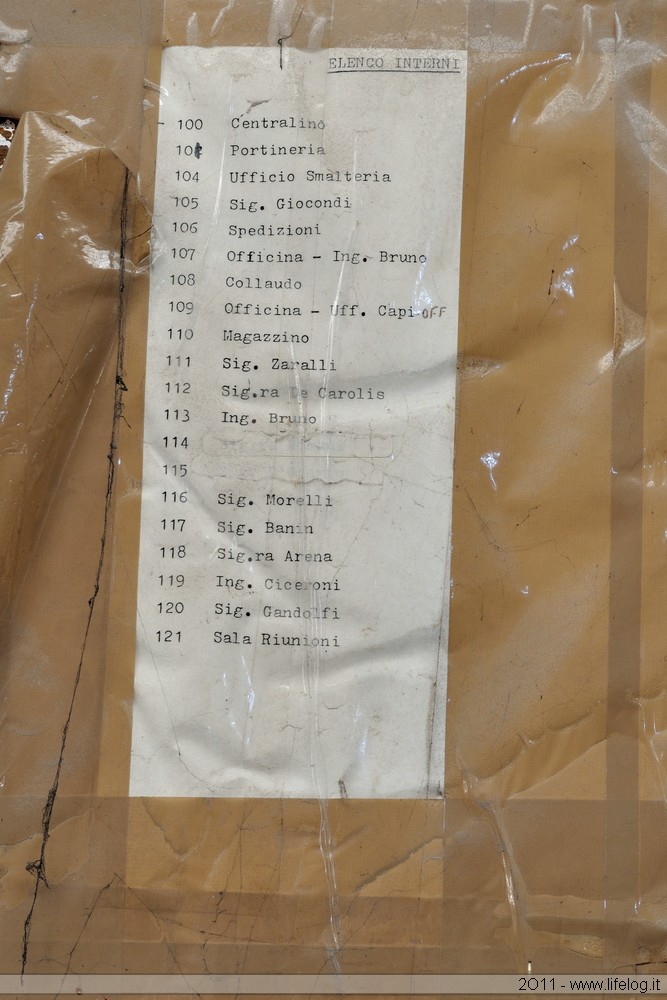 ELENCO INTERNI
100 Centralino
Portineria
104 Ufficio Smalteria
105 Sig. Giocondi
106 Spedizioni
107 Officina - Ing. Bruno
108 Collaudo
109 Officina - Uff. Capi OFF
110 Magazzino
111 Sig. Zaralli
112 Sig.ra De Carolis
113 Ing. Bruno
114
115
116 Sig. Morelli
117 Sig. Banin
118 Sig.ra Arena
119 Ing. Ciceroni
120 Sig. Gandolfi
121 Sala Riunioni
2011 - www.lifelog.it